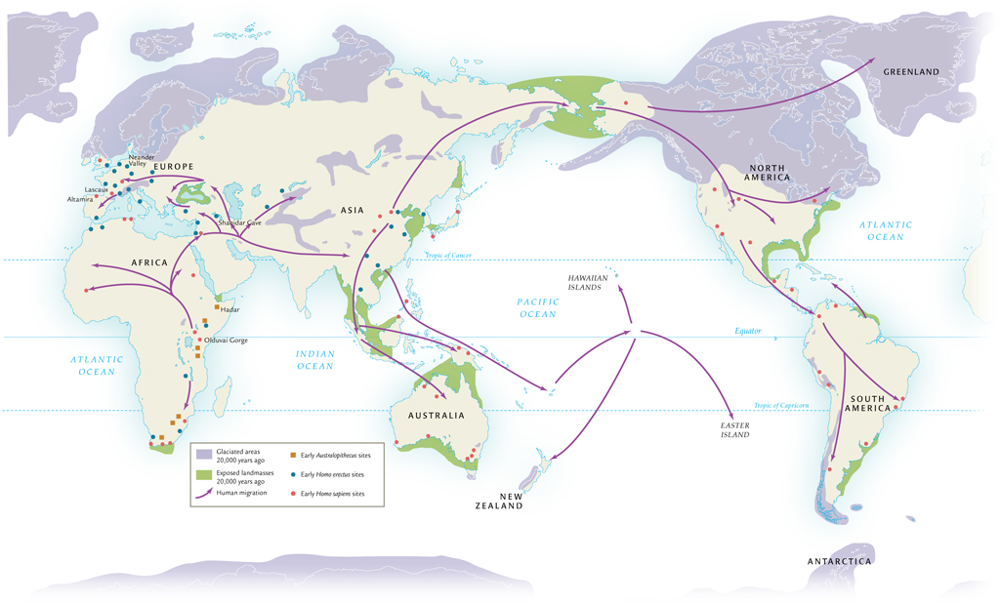 GREENLAND
Neander
Valley
EUROPE
Lascaux
Altamira
NORTH
AMERICA
ASIA
Shanidar Cave
ATLANTIC
OCEAN
Tropic of Cancer
AFRICA
HAWAIIAN
ISLANDS
Hadar
PACIFIC
OCEAN
Equator
Olduvai Gorge
INDIAN
OCEAN
ATLANTIC
OCEAN
SOUTH
AMERICA
Tropic of Capricorn
AUSTRALIA
EASTER
ISLAND
Glaciated areas
20,000 years ago
Exposed landmasses
20,000 years ago
Human migration
Early Australopithecus sites
Early Homo erectus sites
Early Homo sapiens sites
NEW
ZEALAND
ANTARCTICA